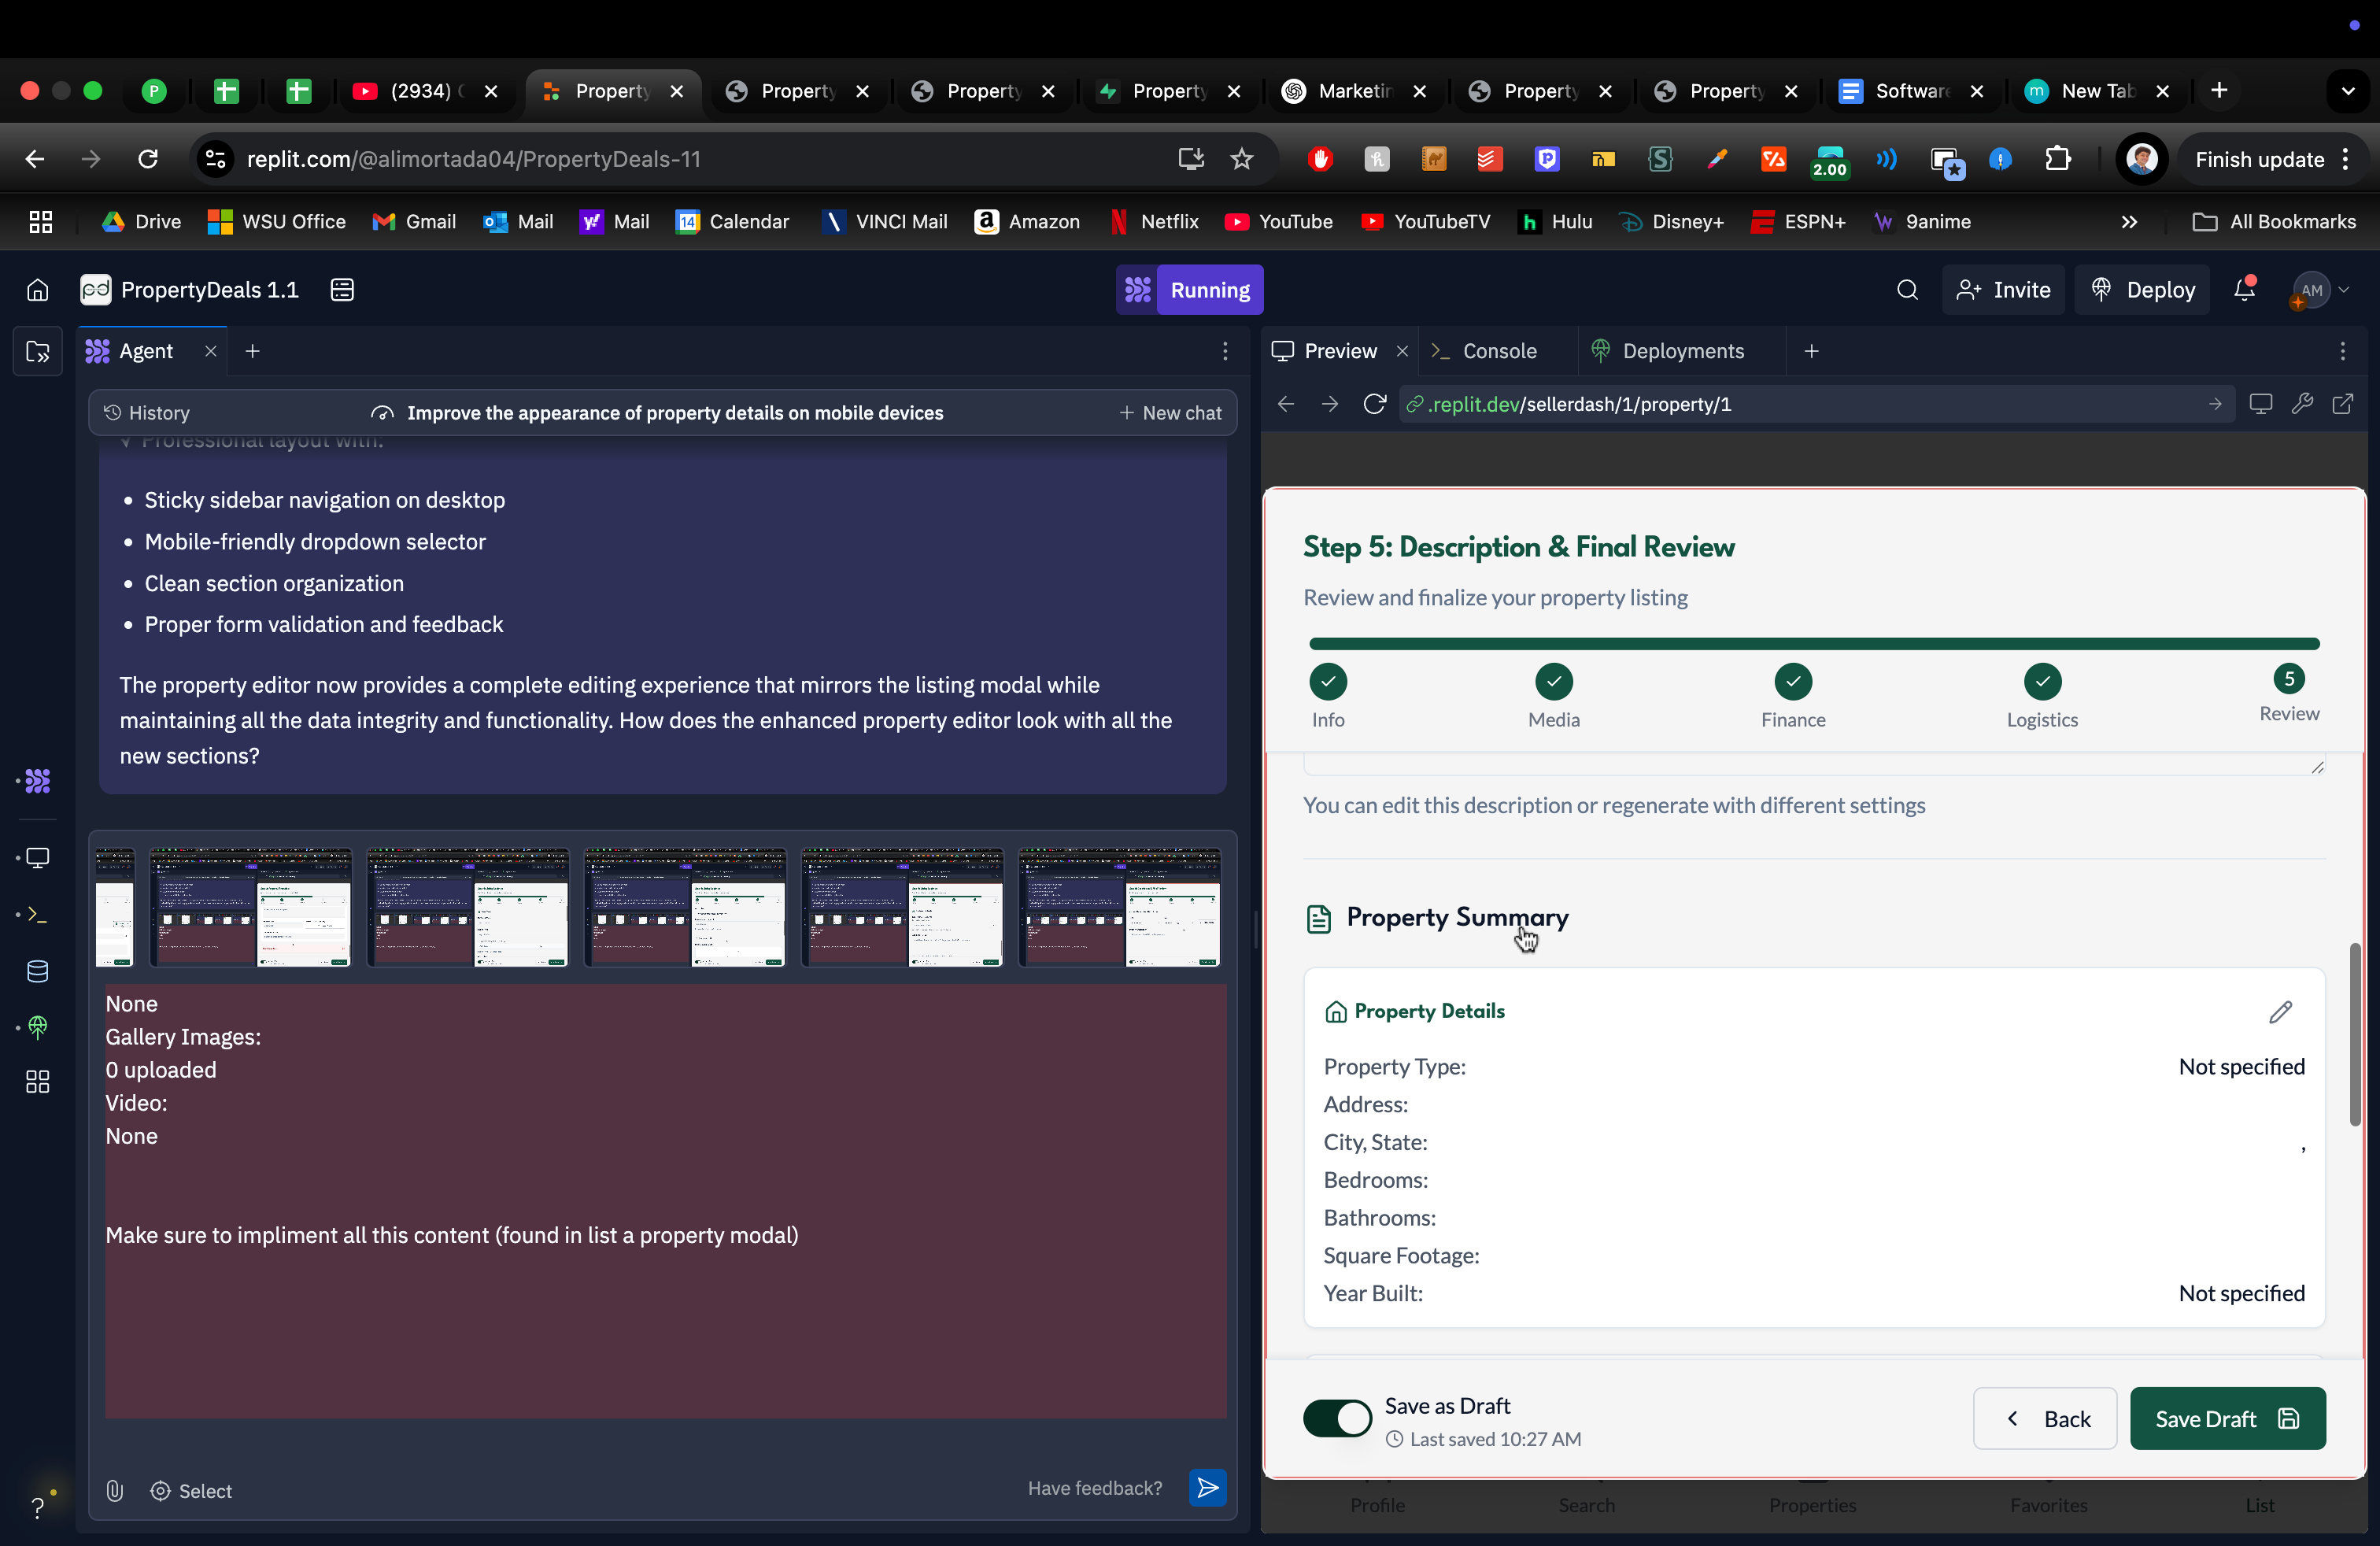 (2934)
Property
Property
Property
Property
Marketin
Property
Property
Software
New Tab
replit.com/@alimortada04/PropertyDeals-11
2.00
Finish update
Drive
WSU Office
Gmail
Mail
Mail
14
Calendar
VINCI Mail
Amazon
Netflix
YouTube
YouTubeTV
Hulu
Disney+
ESPN+
9anime
All Bookmarks
pd
PropertyDeals 1.1
Running
Invite
Deploy
AM
Agent
Preview
Console
Deployments
History
Improve the appearance of property details on mobile devices
New chat
.replit.dev/sellerdash/1/property/1
✓ Professional layout with:
• Sticky sidebar navigation on desktop
• Mobile-friendly dropdown selector
• Clean section organization
• Proper form validation and feedback
The property editor now provides a complete editing experience that mirrors the listing modal while
maintaining all the data integrity and functionality. How does the enhanced property editor look with all the
new sections?
None
Gallery Images:
0 uploaded
Video:
None
Make sure to impliment all this content (found in list a property modal)
Select
Have feedback?
Step 5: Description & Final Review
Review and finalize your property listing
Info
Media
Finance
Logistics
5
Review
You can edit this description or regenerate with different settings
Property Summary
Property Details
Property Type:
Not specified
Address:
City, State:
,
Bedrooms:
Bathrooms:
Square Footage:
Year Built:
Not specified
Save as Draft
Last saved 10:27 AM
Back
Save Draft
Profile
Search
Properties
Favorites
List